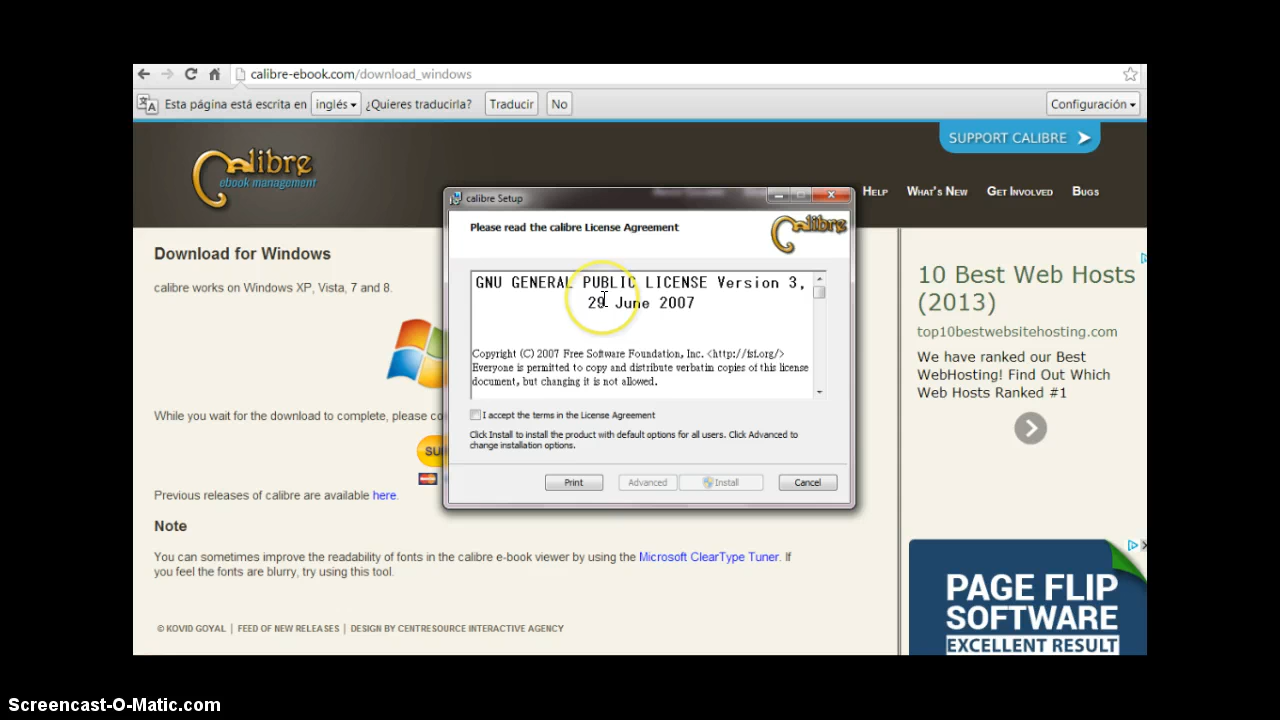 calibre-ebook.com/download_windows
Esta página está escrita en inglés ¿Quieres traducirla? Traducir No Configuración
SUPPORT CALIBRE
Calibre
ebook management
HELP WHAT'S NEW GET INVOLVED BUGS
calibre Setup
Please read the calibre License Agreement
Calibre
GNU GENERAL PUBLIC LICENSE Version 3,
29 June 2007
Copyright (C) 2007 Free Software Foundation, Inc. <http://fsf.org/>
Everyone is permitted to copy and distribute verbatim copies of this license
document, but changing it is not allowed.
I accept the terms in the License Agreement
Click Install to install the product with default options for all users. Click Advanced to
change installation options.
Print Advanced Install Cancel
Download for Windows
calibre works on Windows XP, Vista, 7 and 8.
While you wait for the download to complete, please
Previous releases of calibre are available here.
Note
You can sometimes improve the readability of fonts in the calibre e-book viewer by using the Microsoft ClearType Tuner. If
you feel the fonts are blurry, try using this tool.
© KOVID GOYAL | FEED OF NEW RELEASES | DESIGN BY CENTRESOURCE INTERACTIVE AGENCY
10 Best Web Hosts
(2013)
top10bestwebsitehosting.com
We have ranked our Best
WebHosting! Find Out Which
Web Hosts Ranked #1
PAGE FLIP
SOFTWARE
EXCELLENT RESULT
Screencast-O-Matic.com